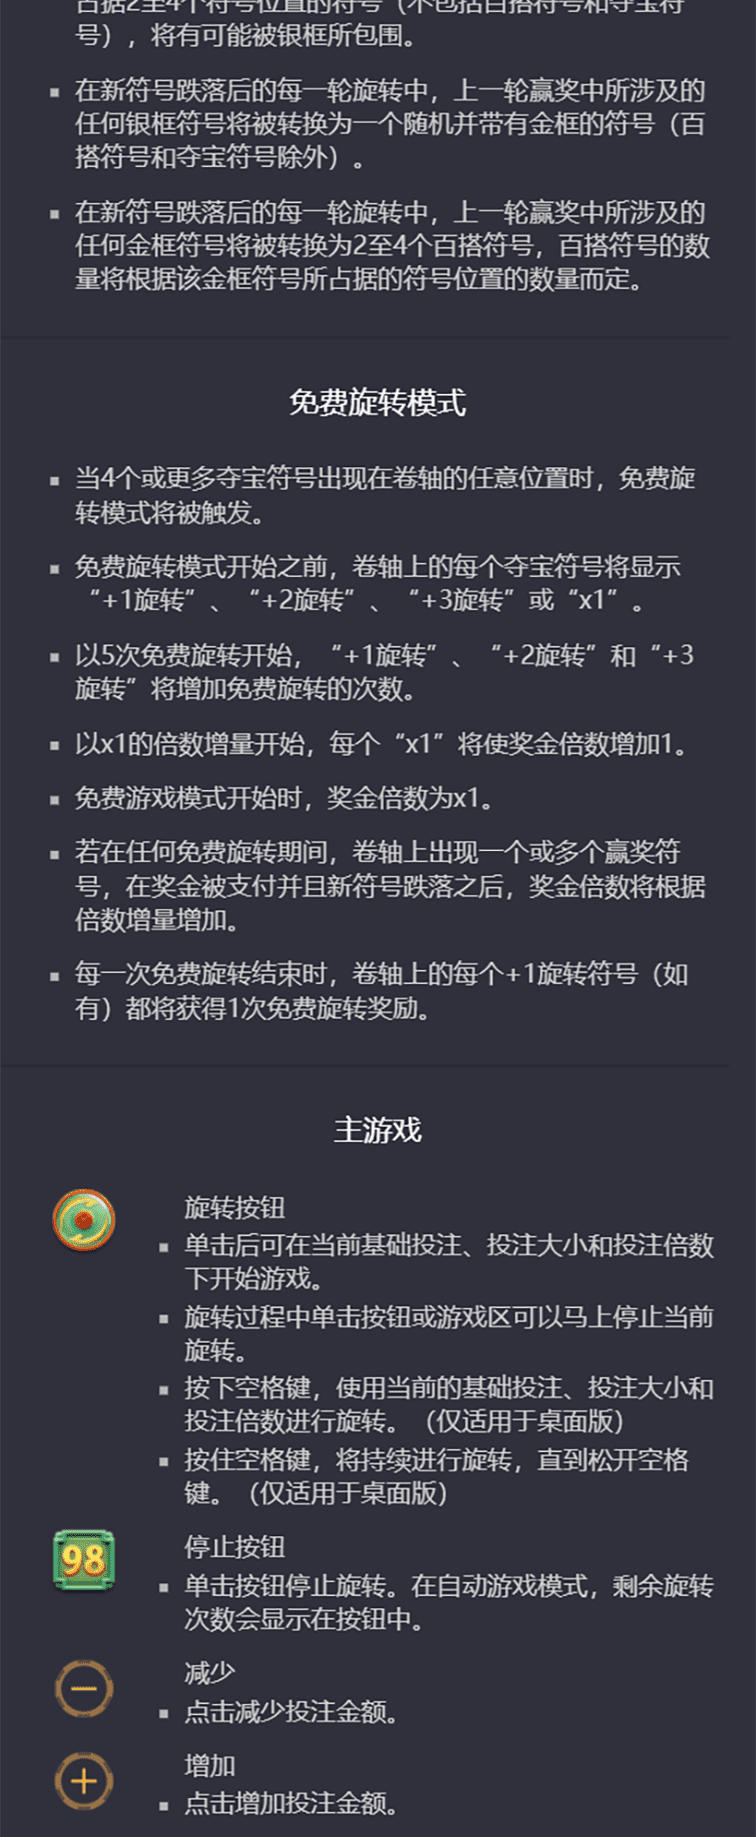 占据2至4个符号位置的符号（不包括百搭符号和夺宝符
号），将有可能被银框所包围。
▪ 在新符号跌落后的每一轮旋转中，上一轮赢奖中所涉及的
任何银框符号将被转换为一个随机并带有金框的符号（百
搭符号和夺宝符号除外）。
▪ 在新符号跌落后的每一轮旋转中，上一轮赢奖中所涉及的
任何金框符号将被转换为2至4个百搭符号，百搭符号的数
量将根据该金框符号所占据的符号位置的数量而定。
免费旋转模式
▪ 当4个或更多夺宝符号出现在卷轴的任意位置时，免费旋
转模式将被触发。
▪ 免费旋转模式开始之前，卷轴上的每个夺宝符号将显示
“+1旋转”、“+2旋转”、“+3旋转”或“x1”。
▪ 以5次免费旋转开始，“+1旋转”、“+2旋转”和“+3
旋转”将增加免费旋转的次数。
▪ 以x1的倍数增量开始，每个“x1”将使奖金倍数增加1。
▪ 免费游戏模式开始时，奖金倍数为x1。
▪ 若在任何免费旋转期间，卷轴上出现一个或多个赢奖符
号，在奖金被支付并且新符号跌落之后，奖金倍数将根据
倍数增量增加。
▪ 每一次免费旋转结束时，卷轴上的每个+1旋转符号（如
有）都将获得1次免费旋转奖励。
主游戏
旋转按钮
▪ 单击后可在当前基础投注、投注大小和投注倍数
下开始游戏。
▪ 旋转过程中单击按钮或游戏区可以马上停止当前
旋转。
▪ 按下空格键，使用当前的基础投注、投注大小和
投注倍数进行旋转。（仅适用于桌面版）
▪ 按住空格键，将持续进行旋转，直到松开空格
键。（仅适用于桌面版）
98
停止按钮
▪ 单击按钮停止旋转。在自动游戏模式，剩余旋转
次数会显示在按钮中。
减少
▪ 点击减少投注金额。
增加
▪ 点击增加投注金额。